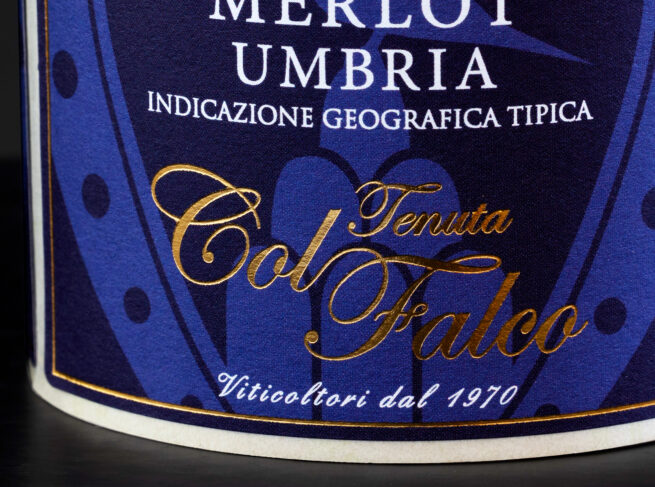 MERLOT
UMBRIA
INDICAZIONE GEOGRAFICA TIPICA
Tenuta
Col Falco
Viticoltori dal 1970